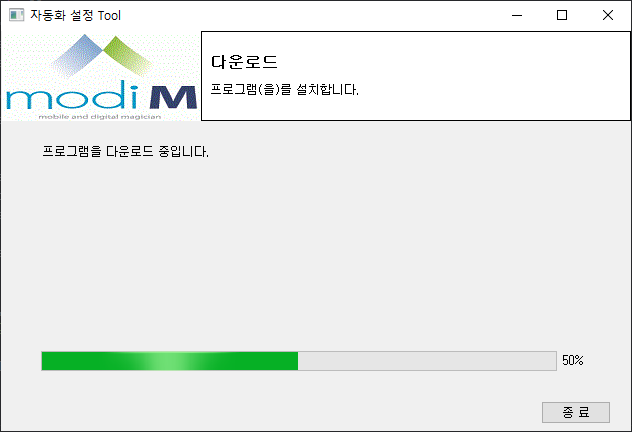 자동화 설정 Tool
modi M
mobile and digital magician
다운로드
프로그램(을)를 설치합니다.
프로그램을 다운로드 중입니다.
50%
종 료